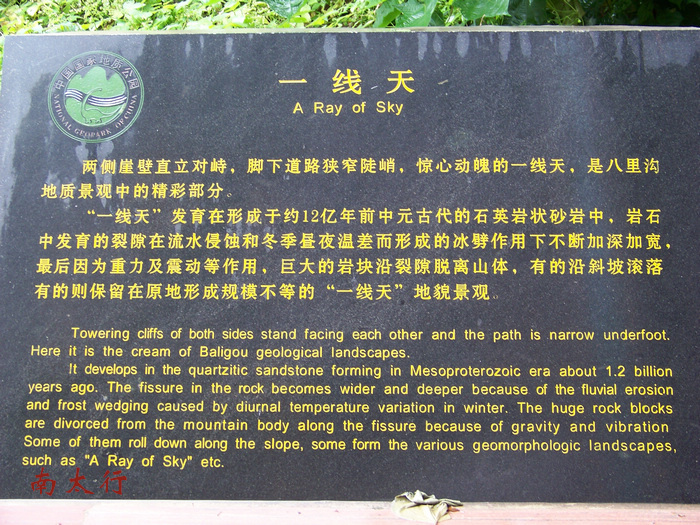 中国国家地质公园
NATIONAL GEOPARK OF CHINA
一线天
A Ray of Sky
两侧崖壁直立对峙，脚下道路狭窄陡峭，惊心动魄的一线天，是八里沟
地质景观中的精彩部分。
“一线天”发育在形成于约12亿年前中元古代的石英岩状砂岩中，岩石
中发育的裂隙在流水侵蚀和冬季昼夜温差而形成的冰劈作用下不断加深加宽，
最后因为重力及震动等作用，巨大的岩块沿裂隙脱离山体，有的沿斜坡滚落
有的则保留在原地形成规模不等的“一线天”地貌景观。
Towering cliffs of both sides stand facing each other and the path is narrow underfoot.
Here it is the cream of Baligou geological landscapes.
It develops in the quartzitic sandstone forming in Mesoproterozoic era about 1.2 billion
years ago. The fissure in the rock becomes wider and deeper because of the fluvial erosion
and frost wedging caused by diurnal temperature variation in winter. The huge rock blocks
are divorced from the mountain body along the fissure because of gravity and vibration
Some of them roll down along the slope, some form the various geomorphologic landscapes,
such as "A Ray of Sky" etc.
南太行